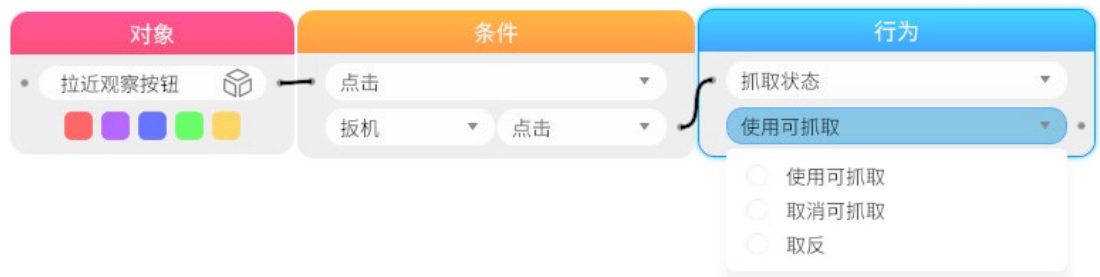 对象
拉近观察按钮
条件
点击
扳机 点击
行为
抓取状态
使用可抓取
使用可抓取
取消可抓取
取反